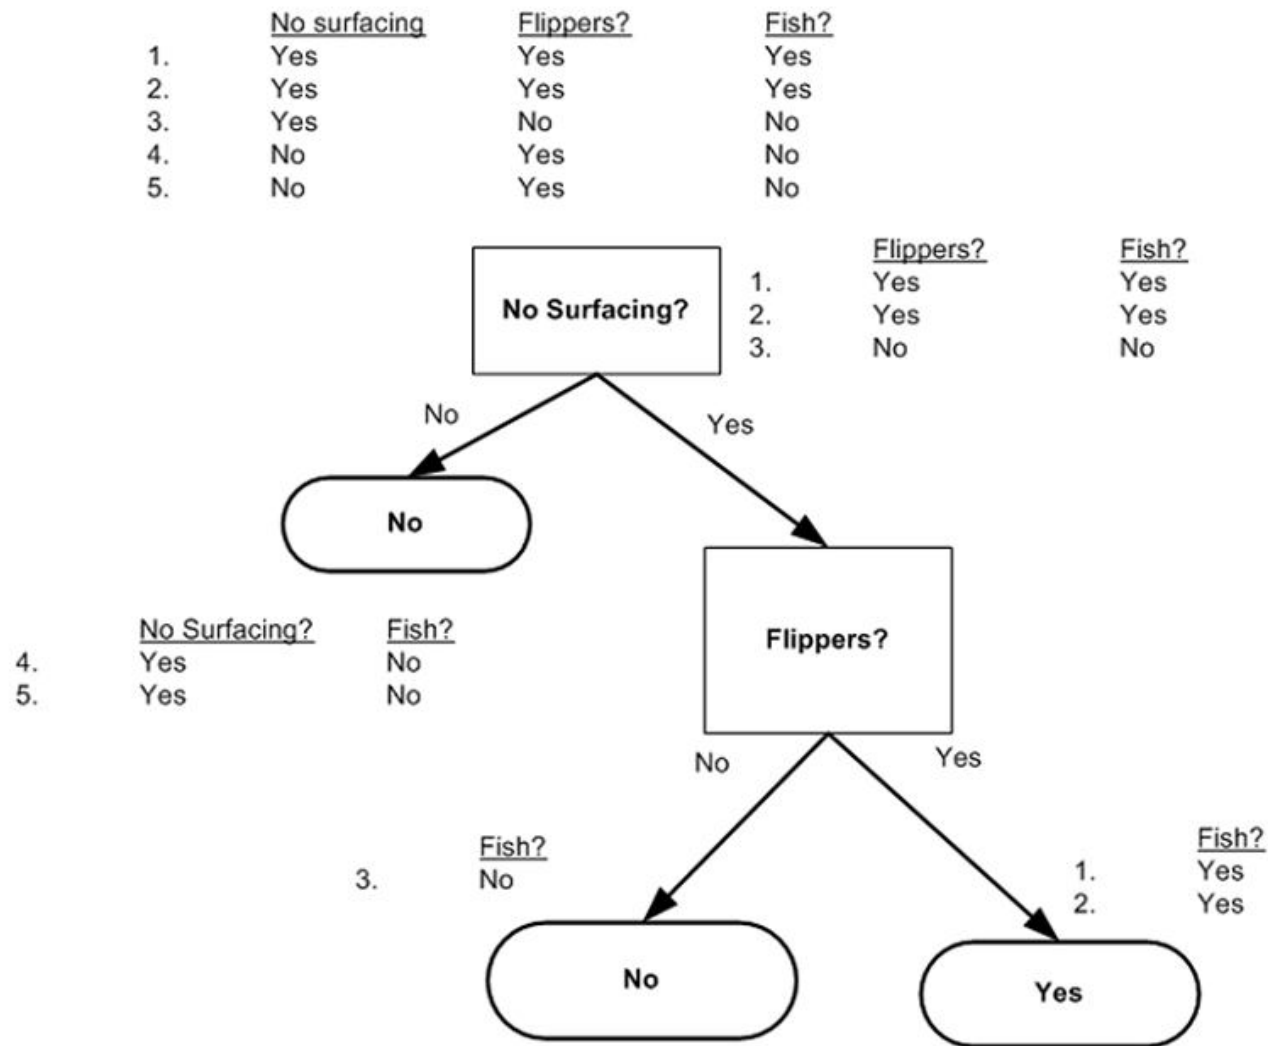 No surfacing Flippers? Fish?
1. Yes Yes Yes
2. Yes Yes Yes
3. Yes No No
4. No Yes No
5. No Yes No
Flippers? Fish?
1. Yes Yes
2. Yes Yes
3. No No
No Surfacing?
No
Yes
No
No Surfacing? Fish?
4. Yes No
5. Yes No
Flippers?
No
Yes
Fish?
3. No
Fish?
1. Yes
2. Yes
No
Yes